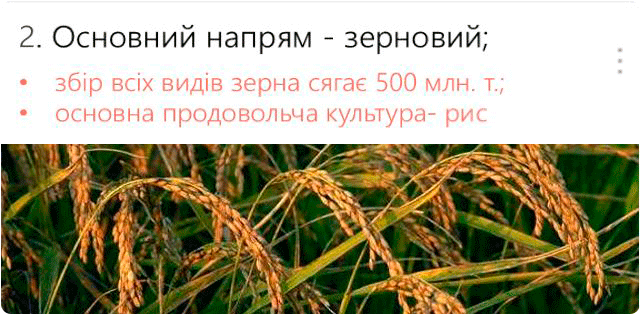 2. Основний напрям - зерновий;
• збір всіх видів зерна сягає 500 млн. т.;
• основна продовольча культура- рис